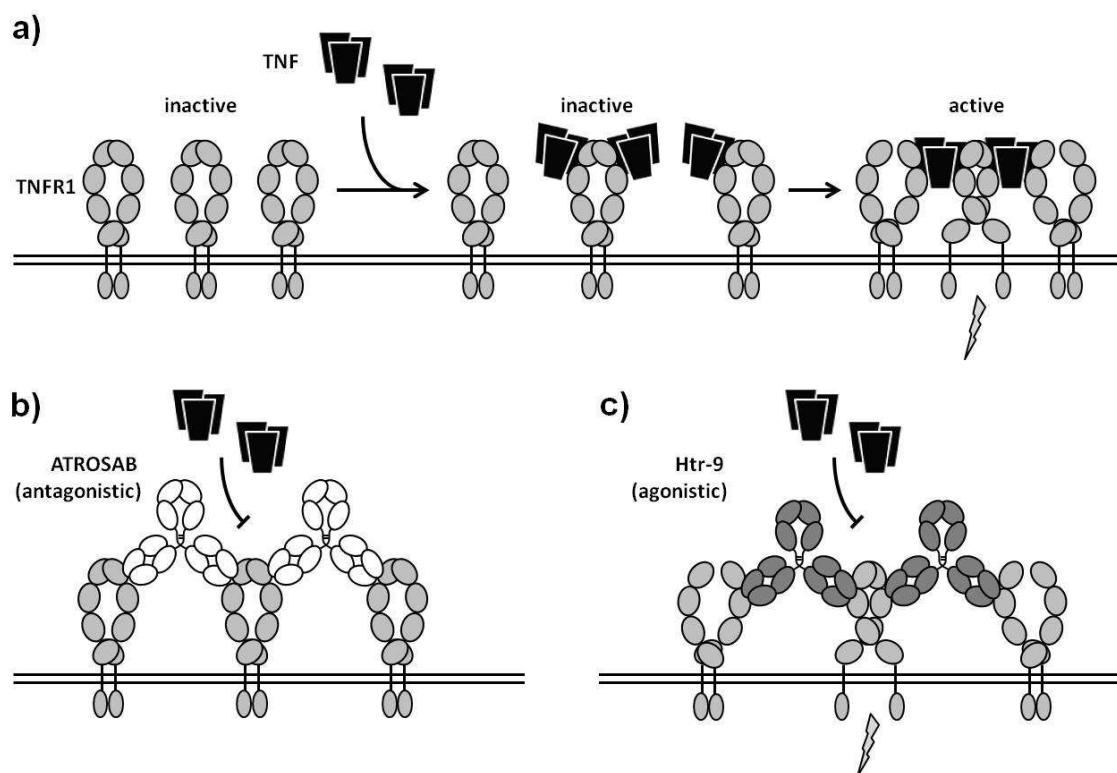 a)
TNF
inactive
inactive
active
TNFR1
b)
c)
ATROSAB
(antagonistic)
Htr-9
(agonistic)